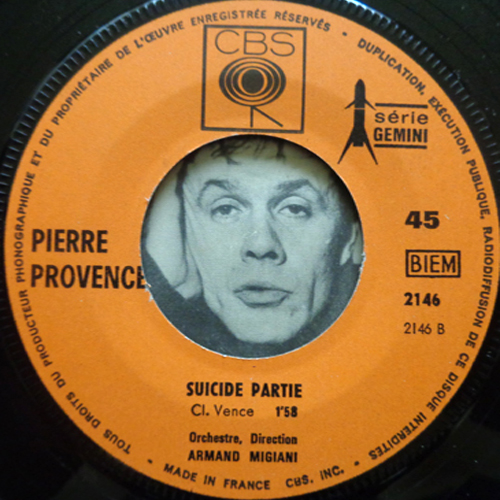 TOUS DROITS DU PRODUCTEUR PHONOGRAPHIQUE ET DU PROPRIÉTAIRE DE L'ŒUVRE ENREGISTRÉE RÉSERVÉS - DUPLICATION, EXÉCUTION PUBLIQUE, RADIODIFFUSION DE CE DISQUE INTERDITES
CBS
série
GEMINI
PIERRE
PROVENCE
45
BIEM
2146
2146 B
SUICIDE PARTIE
Cl. Vence 1'58
Orchestre, Direction
ARMAND MIGIANI
- MADE IN FRANCE CBS, INC. -